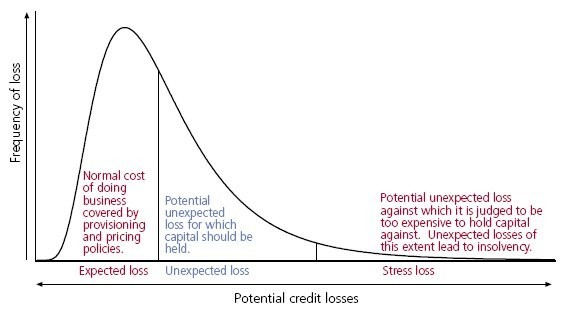 Frequency of loss
Normal cost
of doing
business
covered by
provisioning
and pricing
policies.
Potential
unexpected
loss for which
capital should be
held.
Potential unexpected loss
against which it is judged to be
too expensive to hold capital
against. Unexpected losses of
this extent lead to insolvency.
Expected loss
Unexpected loss
Stress loss
Potential credit losses